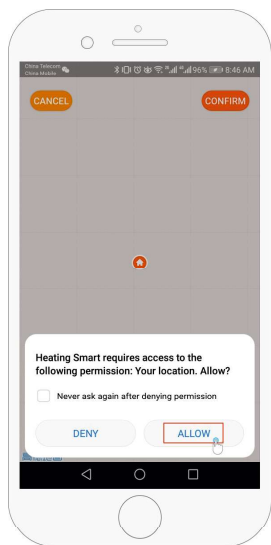 China Telecom
China Mobile
96% 8:46 AM
CANCEL
CONFIRM
Heating Smart requires access to the
following permission: Your location. Allow?
Never ask again after denying permission
DENY
ALLOW